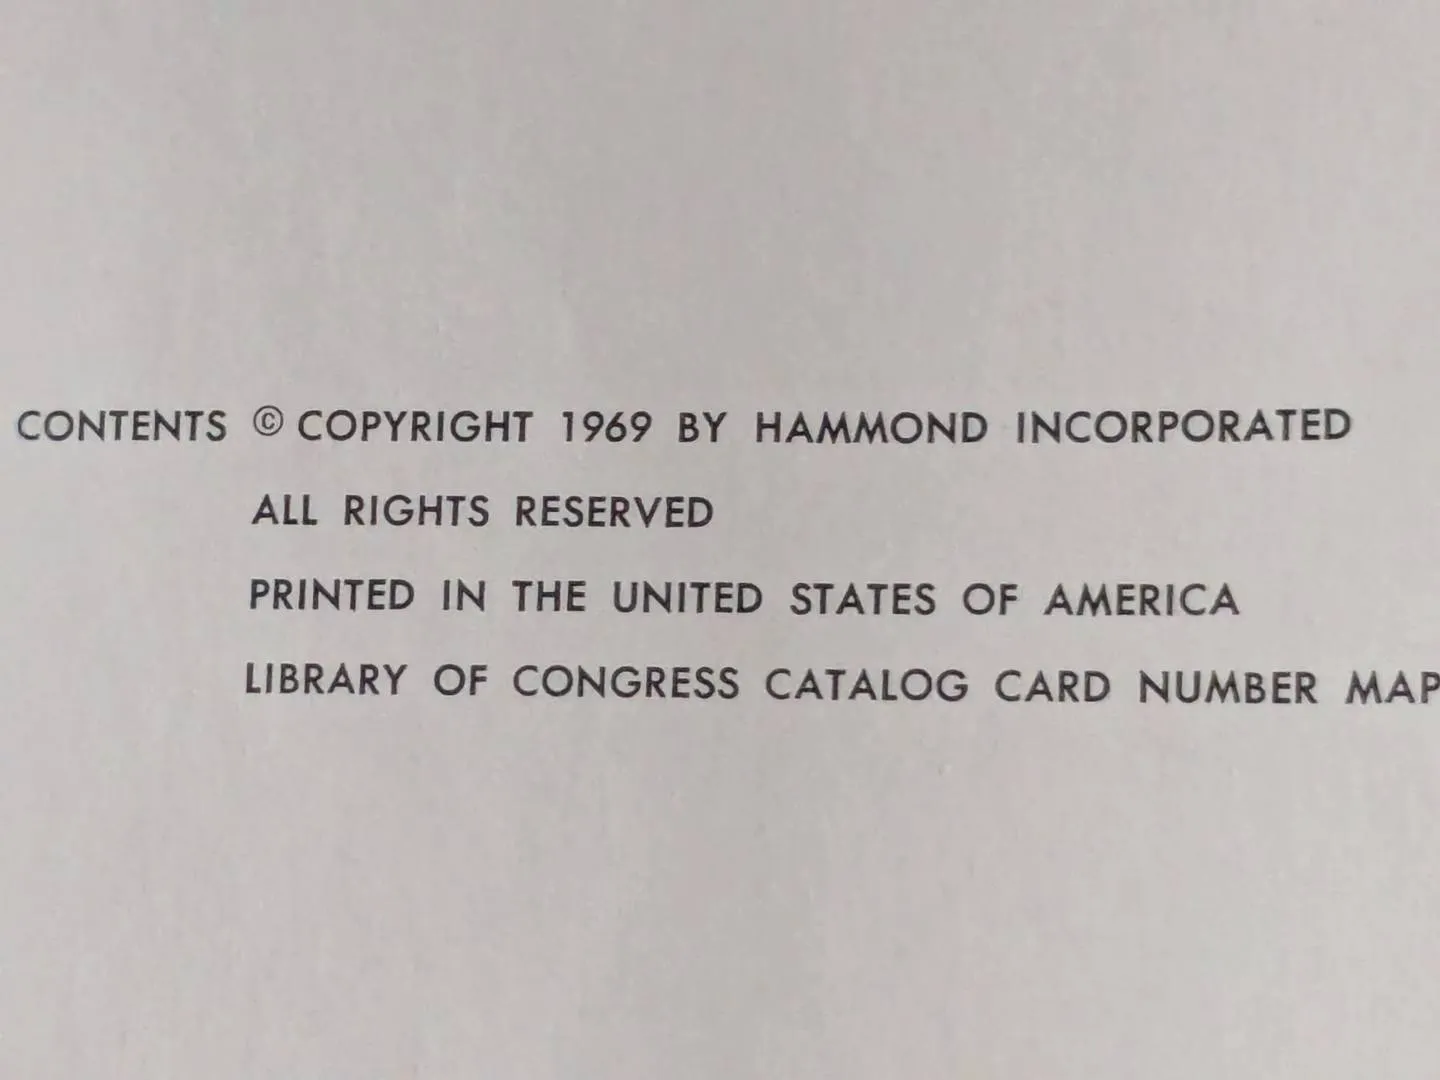 CONTENTS © COPYRIGHT 1969 BY HAMMOND INCORPORATED
ALL RIGHTS RESERVED
PRINTED IN THE UNITED STATES OF AMERICA
LIBRARY OF CONGRESS CATALOG CARD NUMBER MAP